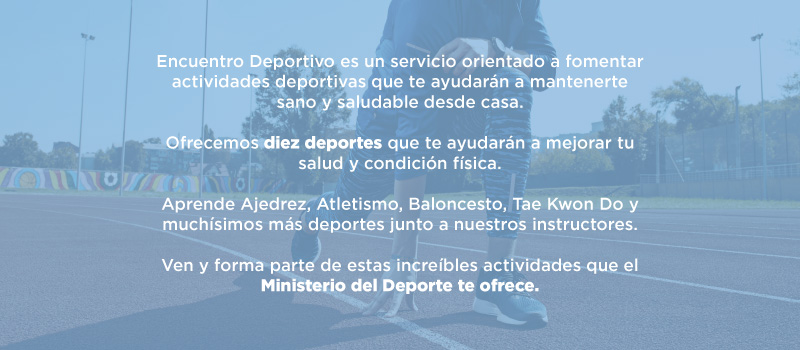 Encuentro Deportivo es un servicio orientado a fomentar
actividades deportivas que te ayudarán a mantenerte
sano y saludable desde casa.
Ofrecemos diez deportes que te ayudarán a mejorar tu
salud y condición física.
Aprende Ajedrez, Atletismo, Baloncesto, Tae Kwon Do y
muchísimos más deportes junto a nuestros instructores.
Ven y forma parte de estas increíbles actividades que el
Ministerio del Deporte te ofrece.